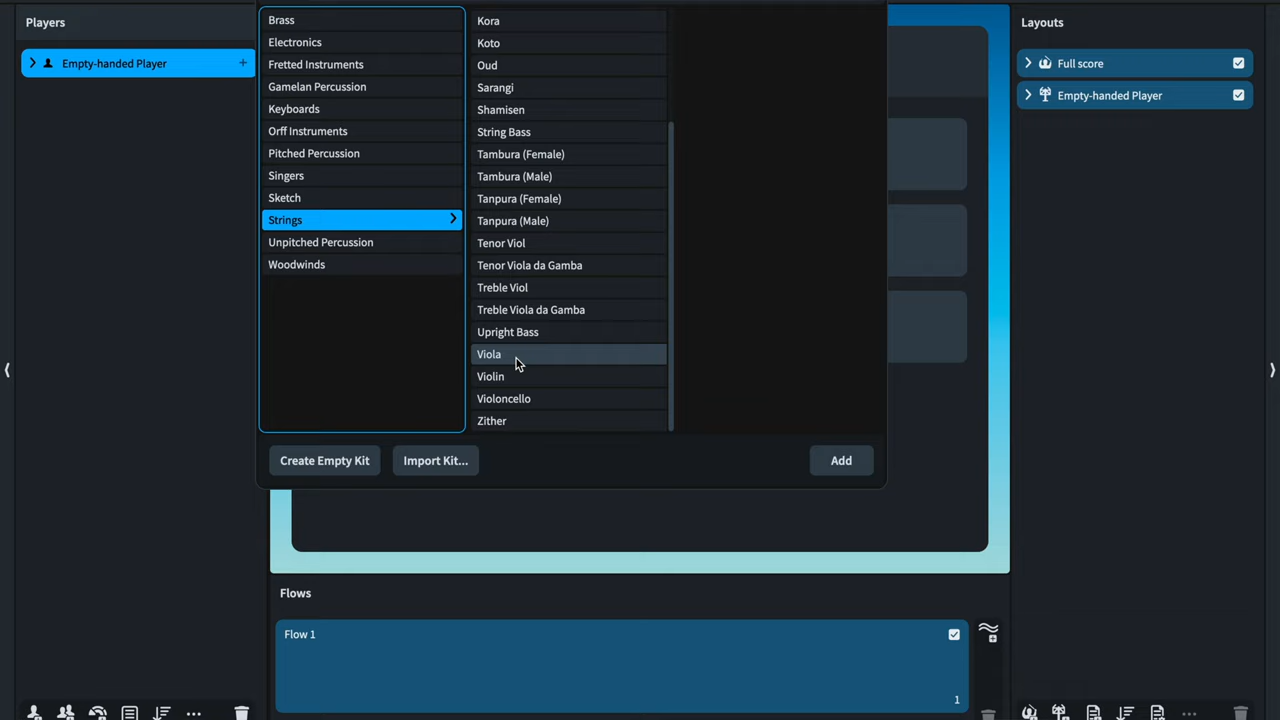 Players
Empty-handed Player
Brass
Electronics
Fretted Instruments
Gamelan Percussion
Keyboards
Orff Instruments
Pitched Percussion
Singers
Sketch
Strings
Unpitched Percussion
Woodwinds
Kora
Koto
Oud
Sarangi
Shamisen
String Bass
Tambura (Female)
Tambura (Male)
Tanpura (Female)
Tanpura (Male)
Tenor Viol
Tenor Viola da Gamba
Treble Viol
Treble Viola da Gamba
Upright Bass
Viola
Violin
Violoncello
Zither
Create Empty Kit
Import Kit...
Add
Layouts
Full score
Empty-handed Player
Flows
Flow 1
1